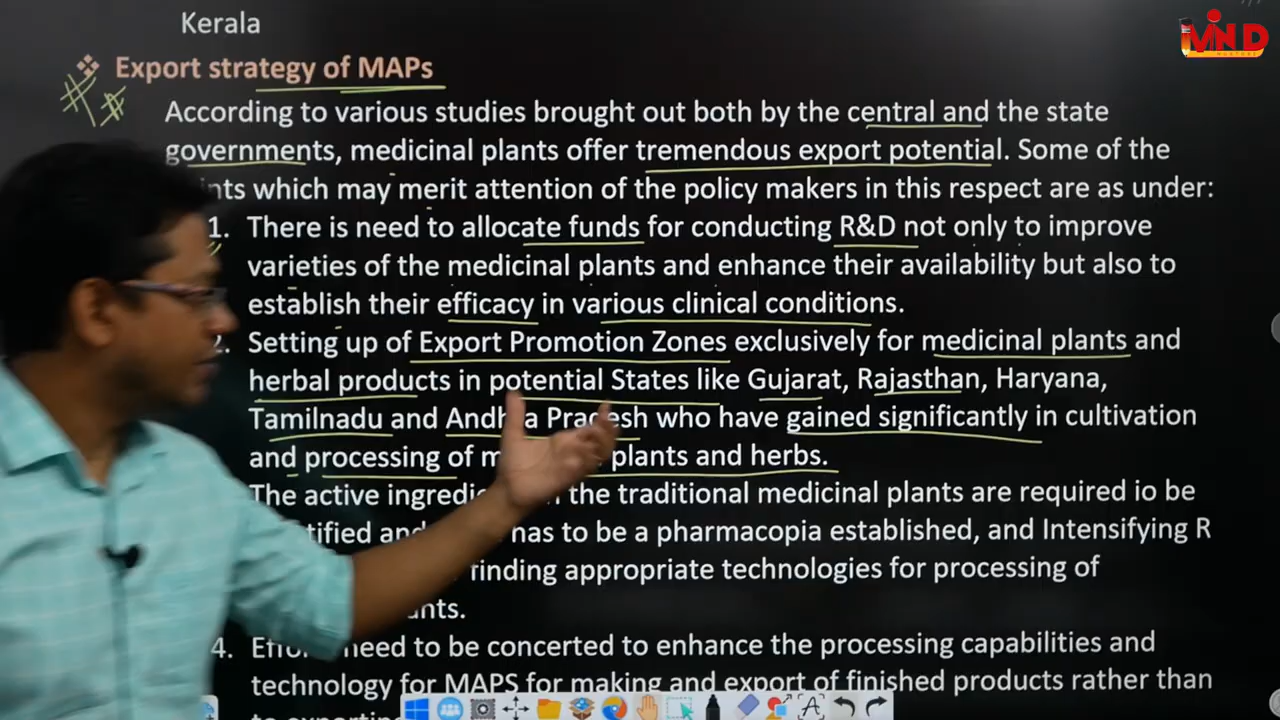 Kerala
MIND
❖ Export strategy of MAPs
According to various studies brought out both by the central and the state
governments, medicinal plants offer tremendous export potential. Some of the
which may merit attention of the policy makers in this respect are as under:
1. There is need to allocate funds for conducting R&D not only to improve
varieties of the medicinal plants and enhance their availability but also to
establish their efficacy in various clinical conditions.
2. Setting up of Export Promotion Zones exclusively for medicinal plants and
herbal products in potential States like Gujarat, Rajasthan, Haryana,
Tamilnadu and Andhra Pradesh who have gained significantly in cultivation
and processing of plants and herbs.
The active the traditional medicinal plants are required io be
has to be a pharmacopia established, and Intensifying R
finding appropriate technologies for processing of
4. need to be concerted to enhance the processing capabilities and
technology for MAPS for making and export of finished products rather than